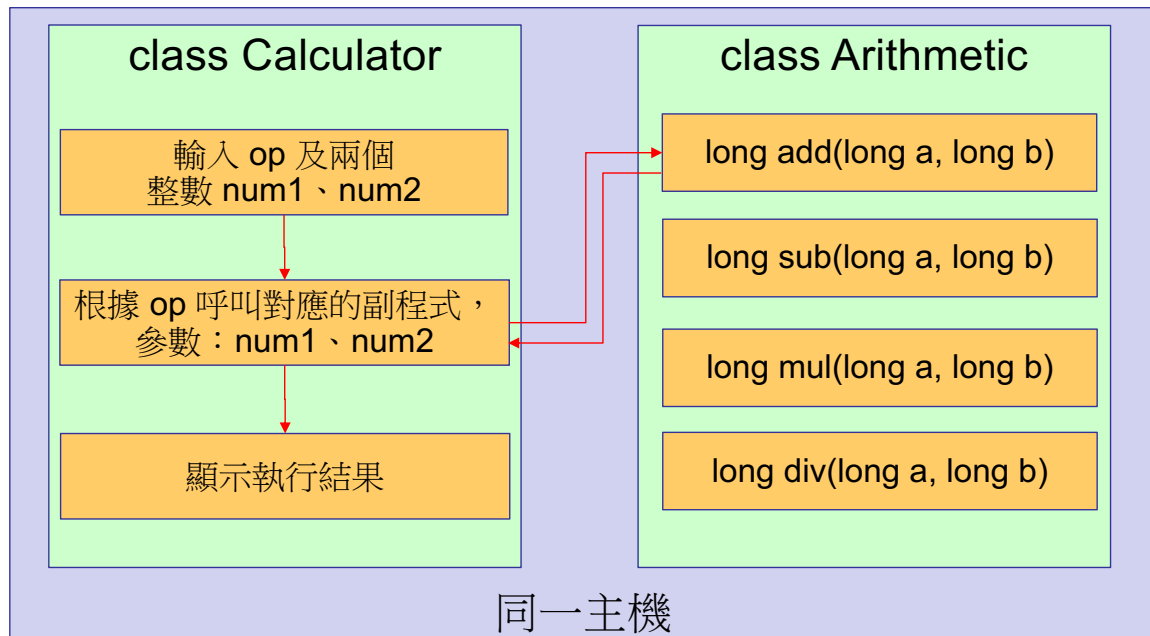 class Calculator
輸入 op 及兩個
整數 num1、num2
根據 op 呼叫對應的副程式，
參數：num1、num2
顯示執行結果
class Arithmetic
long add(long a, long b)
long sub(long a, long b)
long mul(long a, long b)
long div(long a, long b)
同一主機